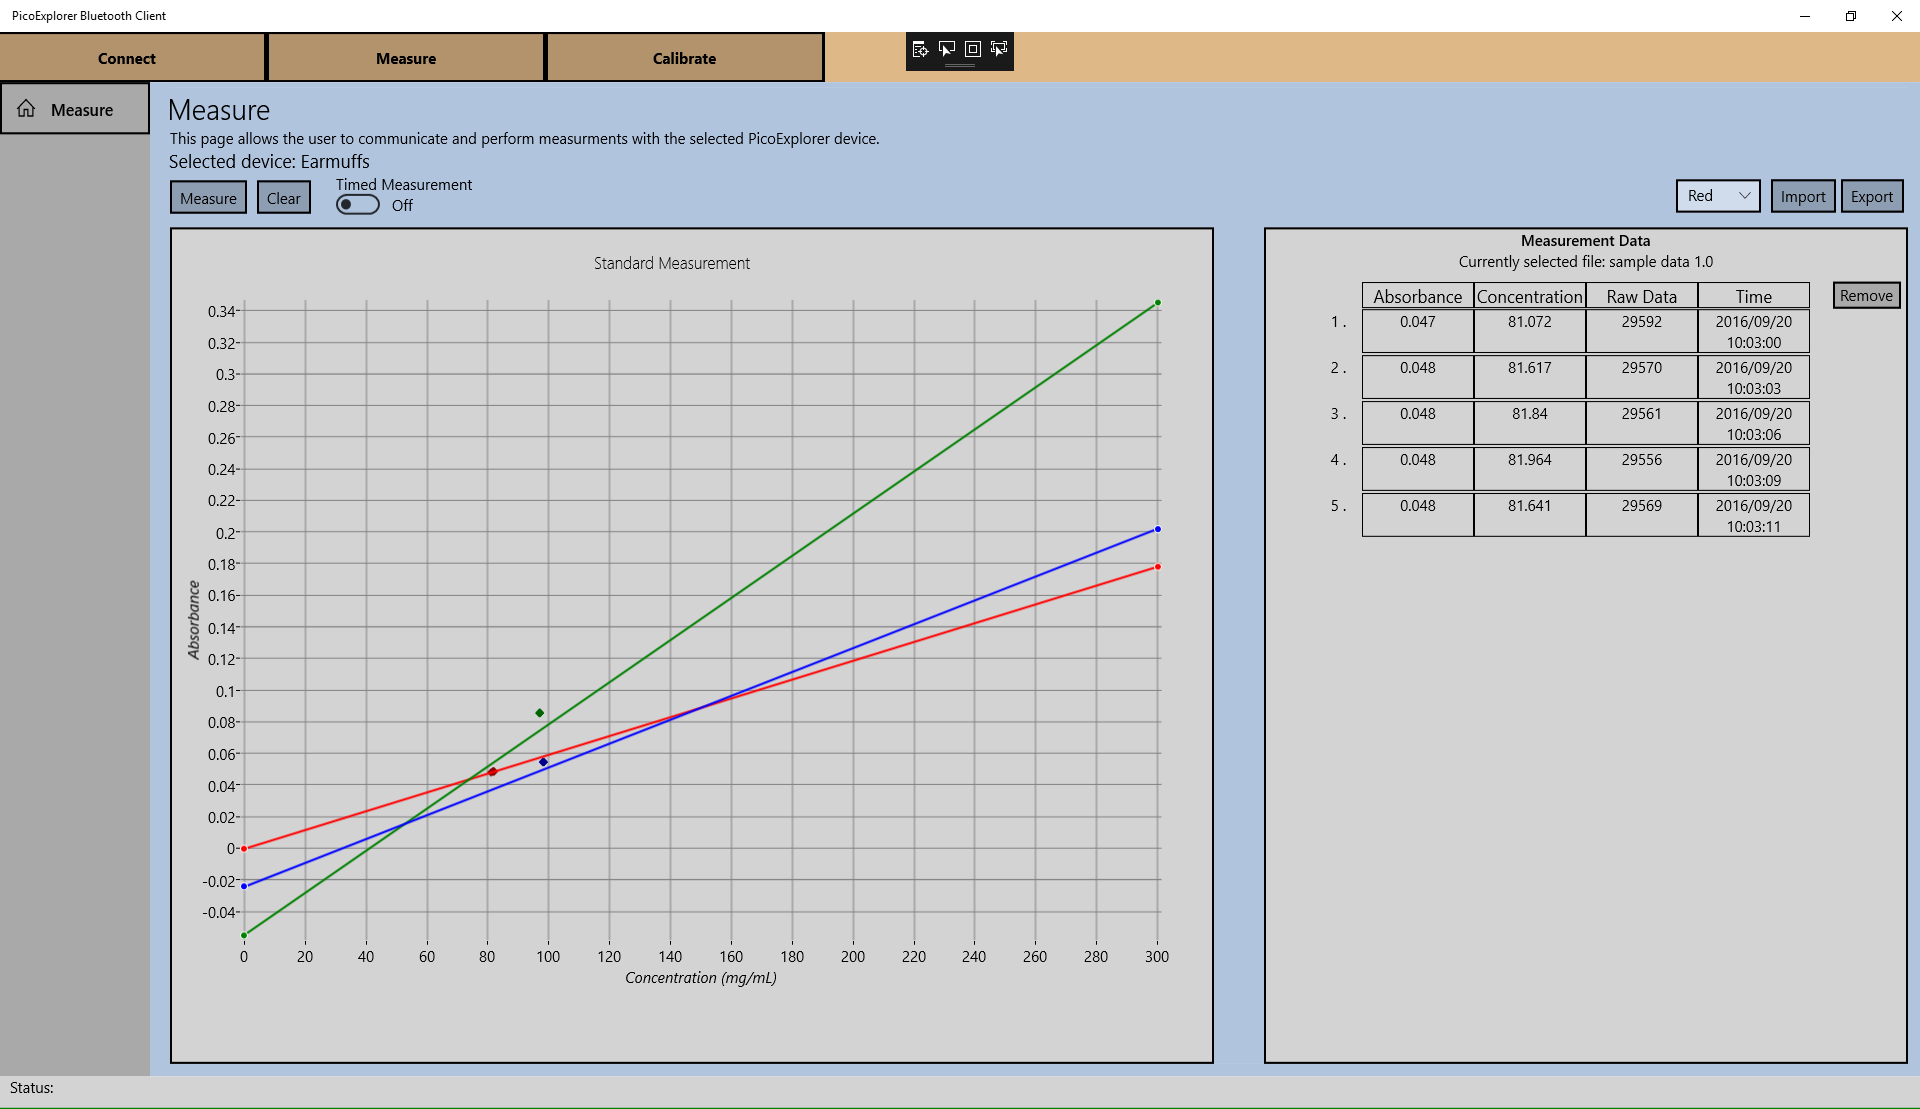 PicoExplorer Bluetooth Client
Connect
Measure
Calibrate
Measure
Measure
This page allows the user to communicate and perform measurments with the selected PicoExplorer device.
Selected device: Earmuffs
Measure
Clear
Timed Measurement
Off
Red
Import
Export
Standard Measurement
0.34
0.32
0.3
0.28
0.26
0.24
0.22
0.2
0.18
0.16
0.14
0.12
0.1
0.08
0.06
0.04
0.02
0
-0.02
-0.04
Absorbance
0 20 40 60 80 100 120 140 160 180 200 220 240 260 280 300
Concentration (mg/mL)
Measurement Data
Currently selected file: sample data 1.0
Absorbance Concentration Raw Data Time
Remove
1 . 0.047 81.072 29592 2016/09/20
10:03:00
2 . 0.048 81.617 29570 2016/09/20
10:03:03
3 . 0.048 81.84 29561 2016/09/20
10:03:06
4 . 0.048 81.964 29556 2016/09/20
10:03:09
5 . 0.048 81.641 29569 2016/09/20
10:03:11
Status: